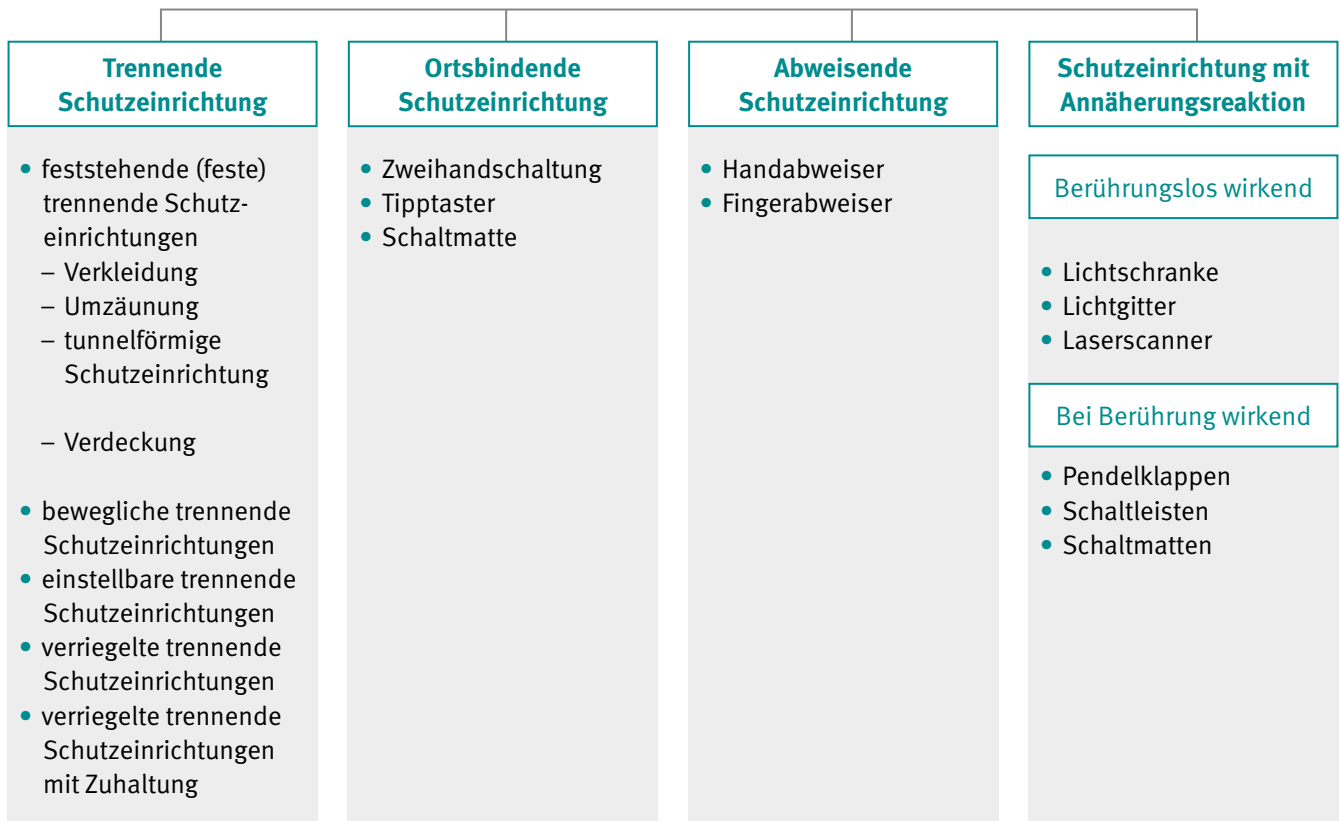 Trennende
Schutzeinrichtung
• feststehende (feste)
trennende Schutz-
einrichtungen
– Verkleidung
– Umzäunung
– tunnelförmige
Schutzeinrichtung
– Verdeckung
• bewegliche trennende
Schutzeinrichtungen
• einstellbare trennende
Schutzeinrichtungen
• verriegelte trennende
Schutzeinrichtungen
• verriegelte trennende
Schutzeinrichtungen
mit Zuhaltung
Ortsbindende
Schutzeinrichtung
• Zweihandschaltung
• Tipptaster
• Schaltmatte
Abweisende
Schutzeinrichtung
• Handabweiser
• Fingerabweiser
Schutzeinrichtung mit
Annäherungsreaktion
Berührungslos wirkend
• Lichtschranke
• Lichtgitter
• Laserscanner
Bei Berührung wirkend
• Pendelklappen
• Schaltleisten
• Schaltmatten